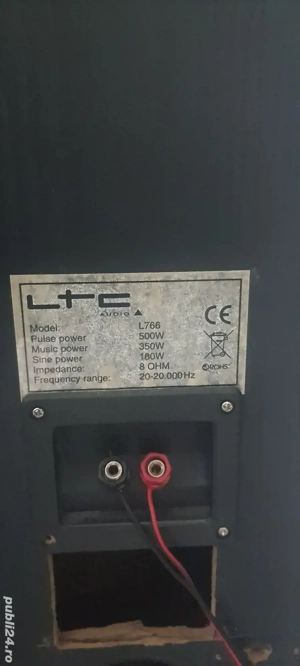 LTC
AUDIO
Model: L766
Pulse power 500W
Music power 350W
Sine power 180W
Impedance: 8 OHM
Frequency range: 20-20.000Hz
CE
ROHS
publi24.ro